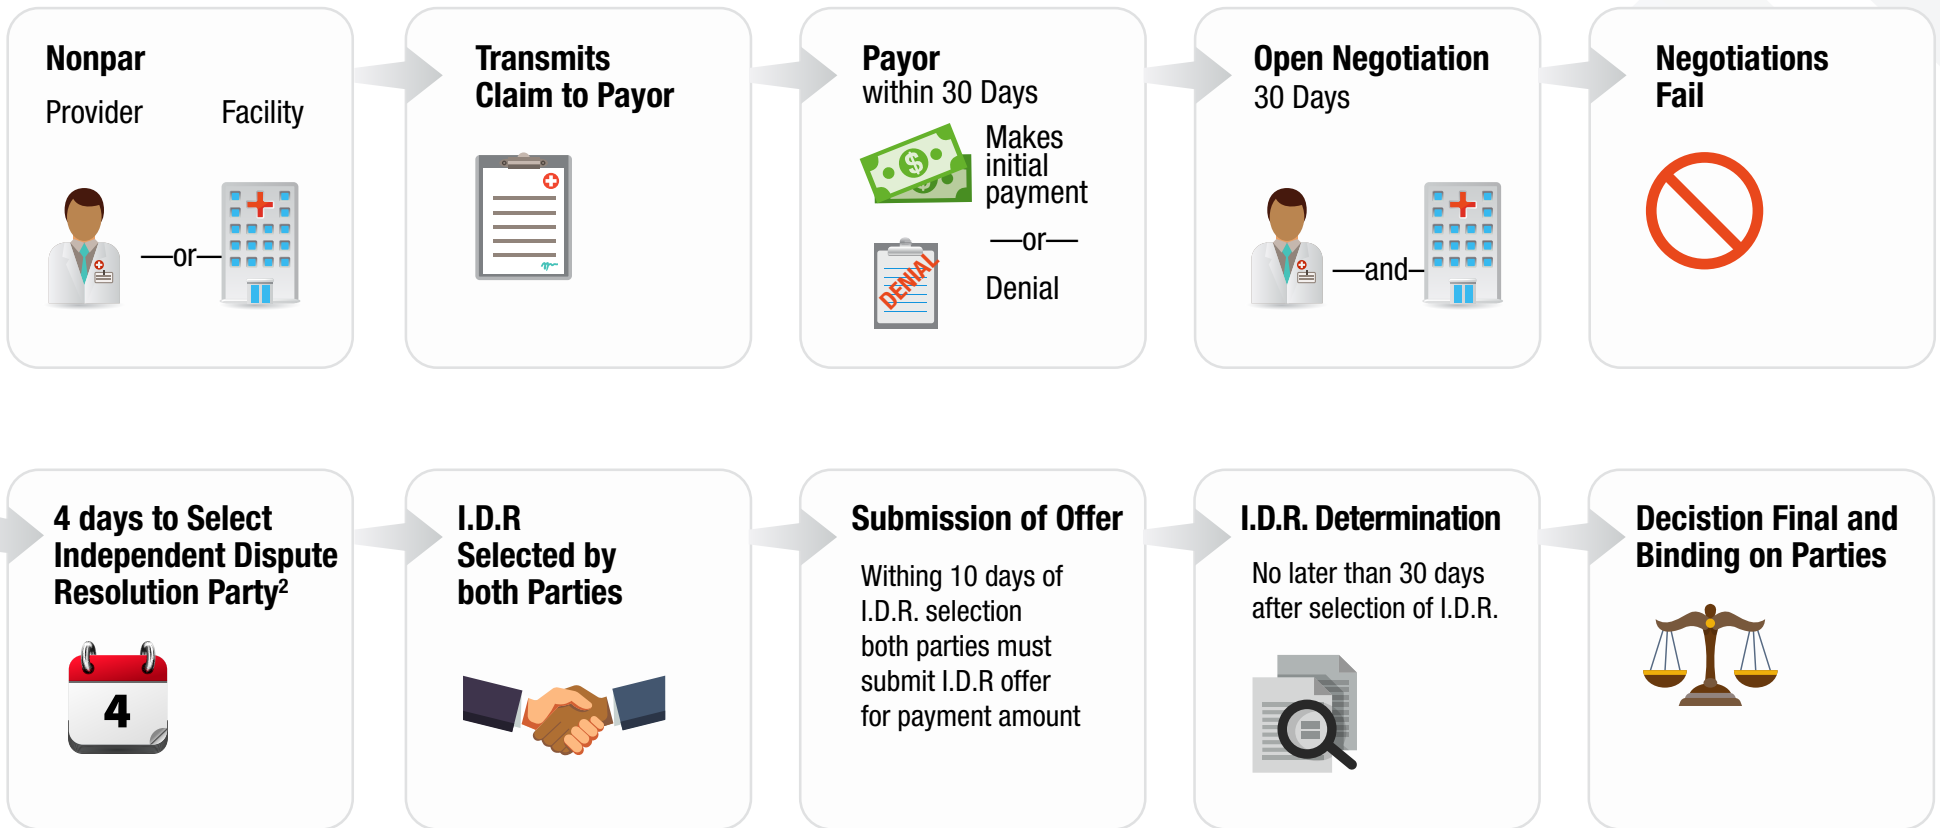 Nonpar
Provider Facility
—or—
Transmits
Claim to Payor
Payor
within 30 Days
Makes
initial
payment
—or—
DENIAL
Denial
Open Negotiation
30 Days
—and—
Negotiations
Fail
4 days to Select
Independent Dispute
Resolution Party²
4
I.D.R
Selected by
both Parties
Submission of Offer
Withing 10 days of
I.D.R. selection
both parties must
submit I.D.R offer
for payment amount
I.D.R. Determination
No later than 30 days
after selection of I.D.R.
Decistion Final and
Binding on Parties